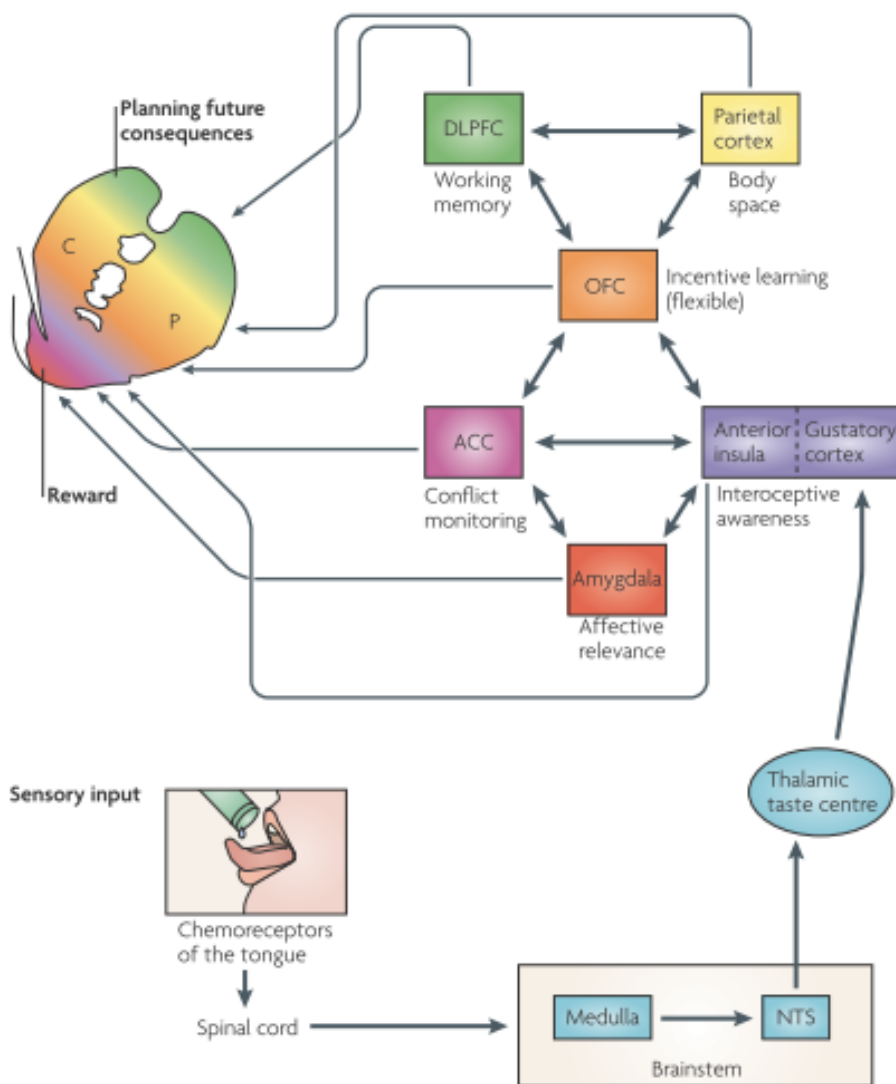 Planning future
consequences
DLPFC
Working
memory
Parietal
cortex
Body
space
C
P
OFC
Incentive learning
(flexible)
ACC
Conflict
monitoring
Anterior
insula
Gustatory
cortex
Interoceptive
awareness
Reward
Amygdala
Affective
relevance
Thalamic
taste centre
Sensory input
Chemoreceptors
of the tongue
Spinal cord
Medulla
NTS
Brainstem